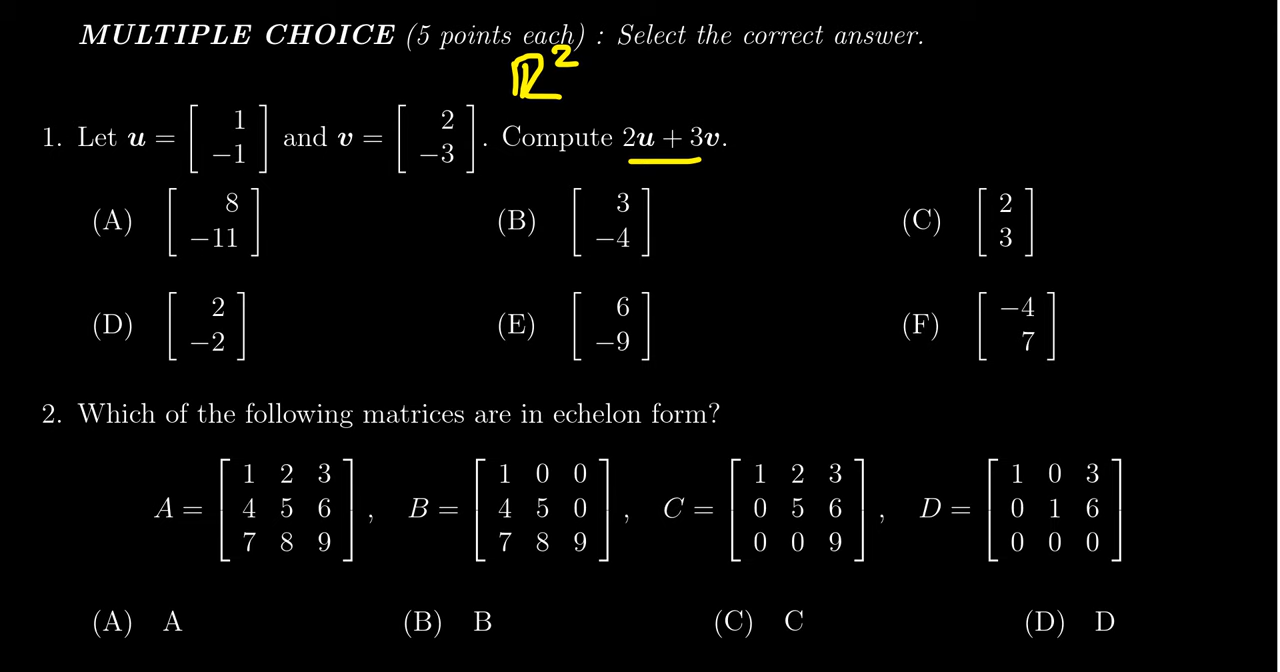 MULTIPLE CHOICE (5 points each) : Select the correct answer.
ℝ²
1. Let u = [ 1 −1 ] and v = [ 2 −3 ]. Compute 2u + 3v.
(A) [ 8 −11 ] (B) [ 3 −4 ] (C) [ 2 3 ]
(D) [ 2 −2 ] (E) [ 6 −9 ] (F) [ −4 7 ]
2. Which of the following matrices are in echelon form?
1 2 3 1 0 0 1 2 3 1 0 3
A = 4 5 6 , B = 4 5 0 , C = 0 5 6 , D = 0 1 6
7 8 9 7 8 9 0 0 9 0 0 0
(A) A (B) B (C) C (D) D